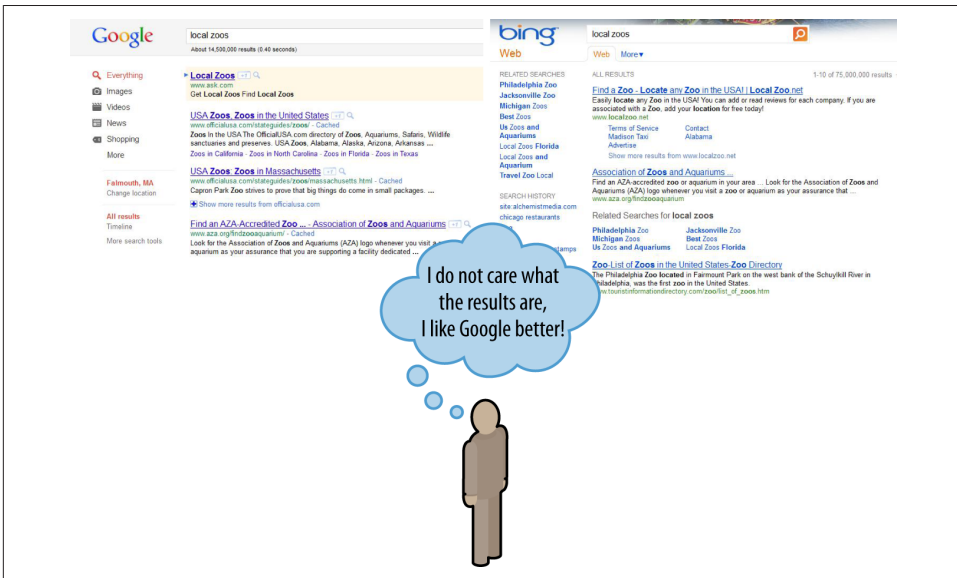 Google
local zoos
About 14,500,000 results (0.40 seconds)
Everything
Images
Videos
News
Shopping
More
Falmouth, MA
Change location
All results
Timeline
More search tools
Local Zoos +1
www.ask.com
Get Local Zoos Find Local Zoos
USA Zoos, Zoos in the United States +1
www.officialusa.com/stateguides/zoos/ - Cached
Zoos In the USA The OfficialUSA.com directory of Zoos, Aquariums, Safaris, Wildlife
sanctuaries and preserves. USA Zoos, Alabama, Alaska, Arizona, Arkansas ...
Zoos in California - Zoos in North Carolina - Zoos in Florida - Zoos in Texas
USA Zoos: Zoos in Massachusetts +1
www.officialusa.com/stateguides/zoos/massachusetts.html - Cached
Capron Park Zoo strives to prove that big things do come in small packages. ...
Show more results from officialusa.com
Find an AZA-Accredited Zoo ... - Association of Zoos and Aquariums +1
www.aza.org/findzooaquarium/ - Cached
Look for the Association of Zoos and Aquariums (AZA) logo whenever you visit a
aquarium as your assurance that you are supporting a facility dedicated ...
bing
local zoos
Web
Web More▾
RELATED SEARCHES
Philadelphia Zoo
Jacksonville Zoo
Michigan Zoos
Best Zoos
Us Zoos and
Aquariums
Local Zoos Florida
Local Zoos and
Aquarium
Travel Zoo Local
SEARCH HISTORY
site:alchemistmedia.com
chicago restaurants
ALL RESULTS 1-10 of 75,000,000 results
Find a Zoo - Locate any Zoo in the USA! | Local Zoo.net
Easily locate any Zoo in the USA! You can add or read reviews for each company. If you are
associated with a Zoo, add your location for free today!
www.localzoo.net
Terms of Service Contact
Madison Taxi Alabama
Advertise
Show more results from www.localzoo.net
Association of Zoos and Aquariums ...
Find an AZA-accredited zoo or aquarium in your area ... Look for the Association of Zoos and
Aquariums (AZA) logo whenever you visit a zoo or aquarium as your assurance that ...
www.aza.org/findzooaquarium
Related Searches for local zoos
Philadelphia Zoo Jacksonville Zoo
Michigan Zoos Best Zoos
Us Zoos and Aquariums Local Zoos Florida
Zoo-List of Zoos in the United States-Zoo Directory
The Philadelphia Zoo located in Fairmount Park on the west bank of the Schuylkill River in
Philadelphia, was the first zoo in the United States.
www.touristinformationdirectory.com/zoo/list_of_zoos.htm
I do not care what
the results are,
I like Google better!